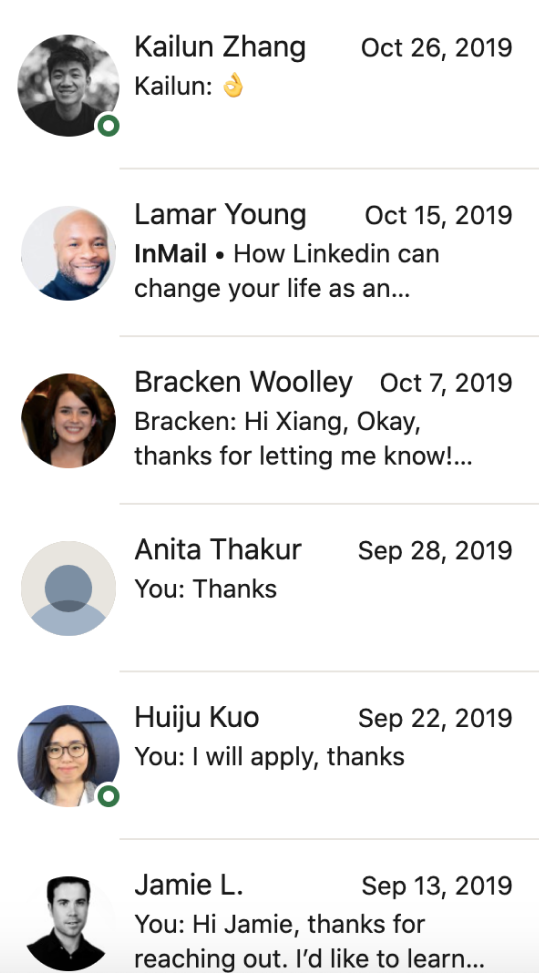 Kailun Zhang Oct 26, 2019
Kailun: 👌
Lamar Young Oct 15, 2019
InMail • How Linkedin can
change your life as an...
Bracken Woolley Oct 7, 2019
Bracken: Hi Xiang, Okay,
thanks for letting me know!...
Anita Thakur Sep 28, 2019
You: Thanks
Huiju Kuo Sep 22, 2019
You: I will apply, thanks
Jamie L. Sep 13, 2019
You: Hi Jamie, thanks for
reaching out. I’d like to learn...